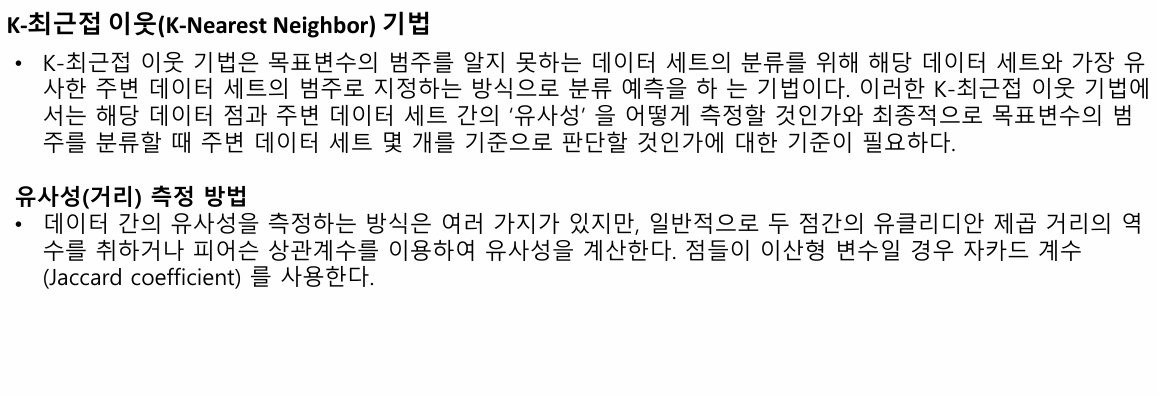 K-최근접 이웃(K-Nearest Neighbor) 기법
• K-최근접 이웃 기법은 목표변수의 범주를 알지 못하는 데이터 세트의 분류를 위해 해당 데이터 세트와 가장 유
사한 주변 데이터 세트의 범주로 지정하는 방식으로 분류 예측을 하 는 기법이다. 이러한 K-최근접 이웃 기법에
서는 해당 데이터 점과 주변 데이터 세트 간의 ‘유사성’ 을 어떻게 측정할 것인가와 최종적으로 목표변수의 범
주를 분류할 때 주변 데이터 세트 몇 개를 기준으로 판단할 것인가에 대한 기준이 필요하다.
유사성(거리) 측정 방법
• 데이터 간의 유사성을 측정하는 방식은 여러 가지가 있지만, 일반적으로 두 점간의 유클리디안 제곱 거리의 역
수를 취하거나 피어슨 상관계수를 이용하여 유사성을 계산한다. 점들이 이산형 변수일 경우 자카드 계수
(Jaccard coefficient) 를 사용한다.